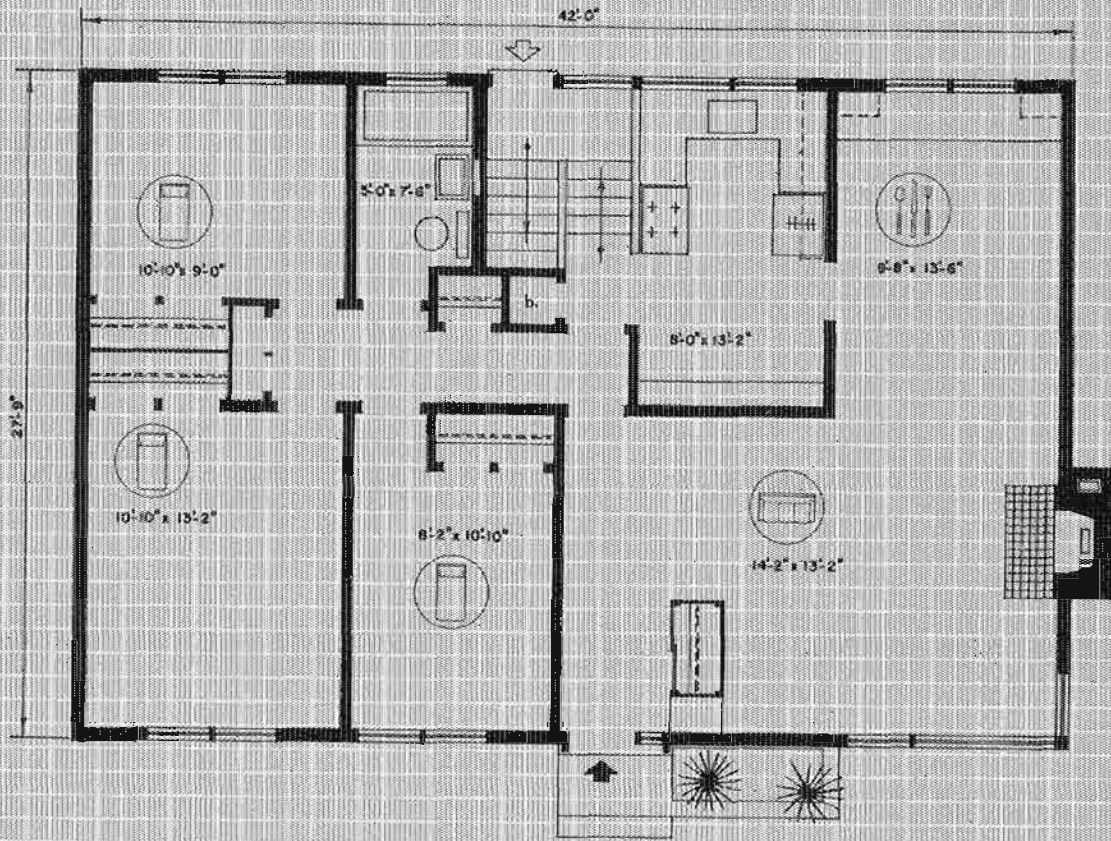 42'-0"
27'-9"
5'-0" x 7'-6"
10'-10" x 9'-0"
9'-8" x 13'-6"
b.
8'-0" x 13'-2"
10'-10" x 13'-2"
8'-2" x 10'-10"
14'-2" x 13'-2"